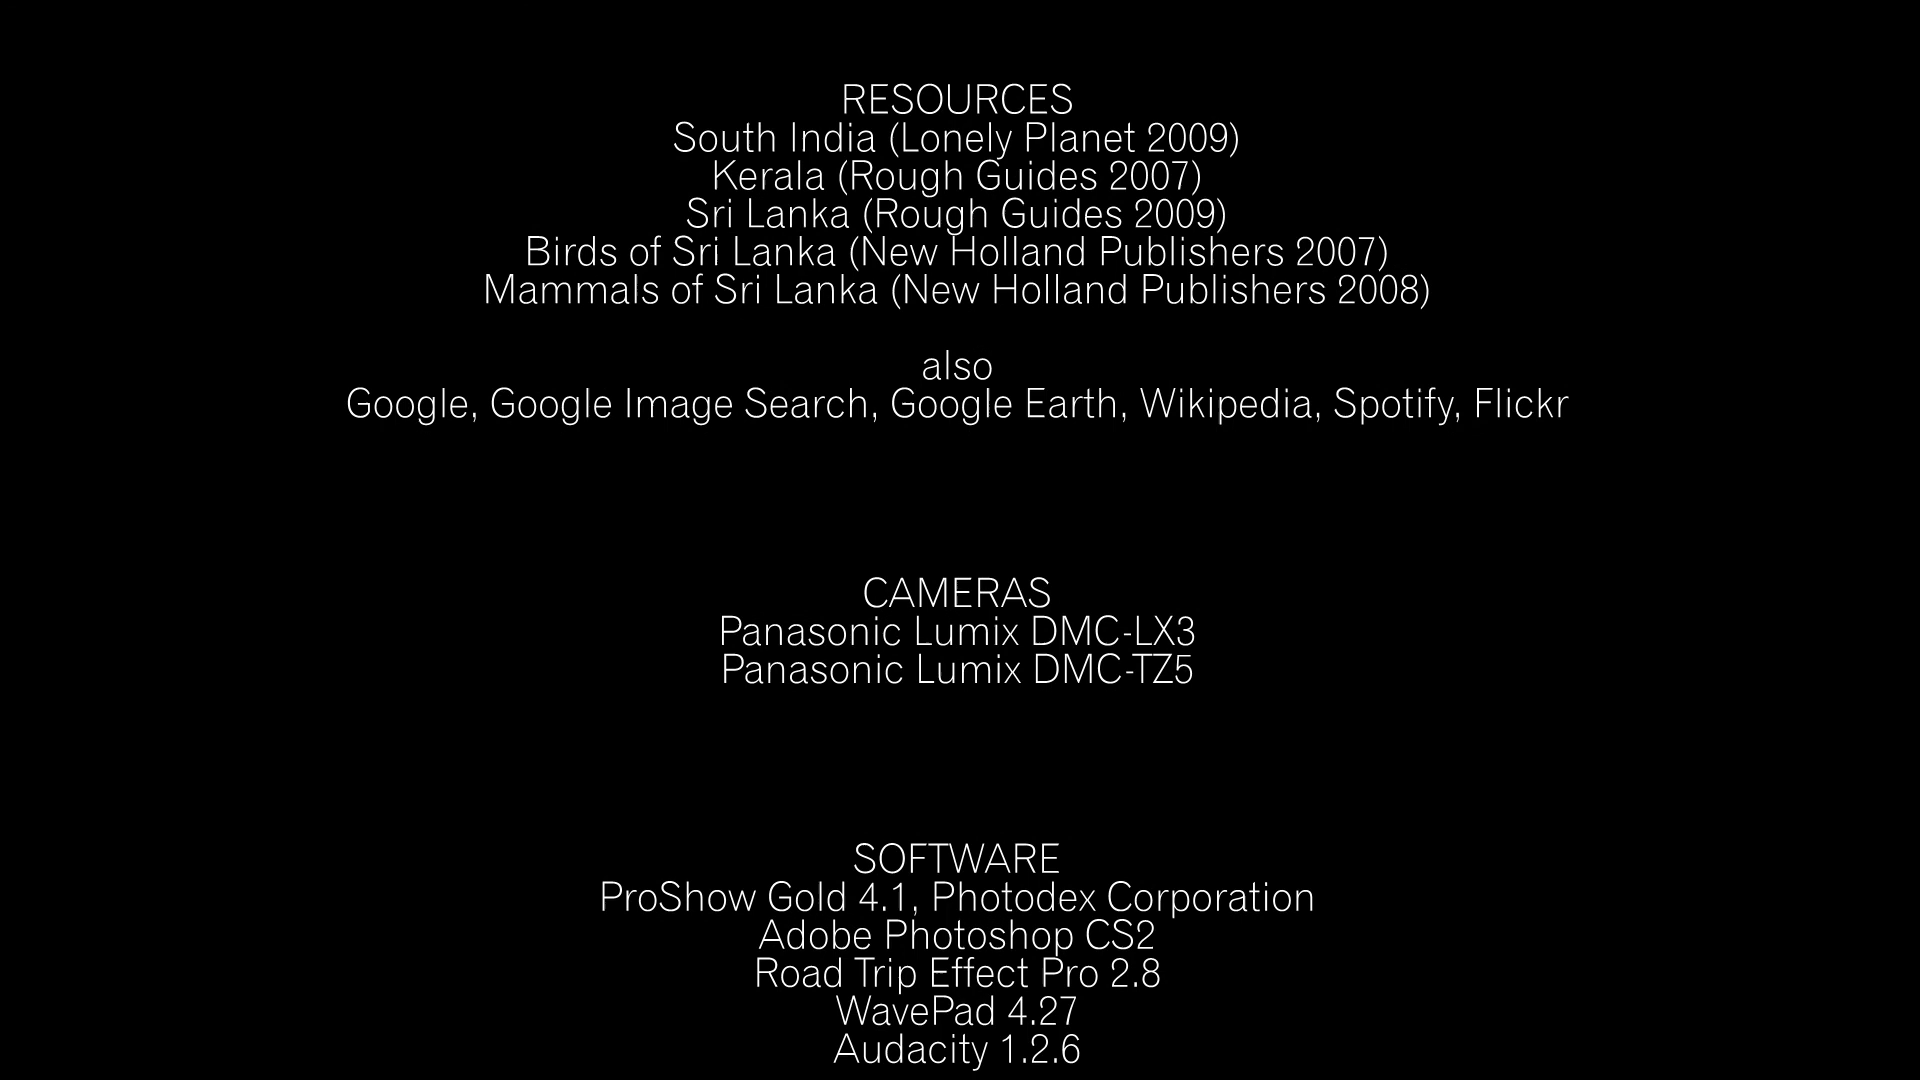 RESOURCES
South India (Lonely Planet 2009)
Kerala (Rough Guides 2007)
Sri Lanka (Rough Guides 2009)
Birds of Sri Lanka (New Holland Publishers 2007)
Mammals of Sri Lanka (New Holland Publishers 2008)
also
Google, Google Image Search, Google Earth, Wikipedia, Spotify, Flickr
CAMERAS
Panasonic Lumix DMC-LX3
Panasonic Lumix DMC-TZ5
SOFTWARE
ProShow Gold 4.1, Photodex Corporation
Adobe Photoshop CS2
Road Trip Effect Pro 2.8
WavePad 4.27
Audacity 1.2.6